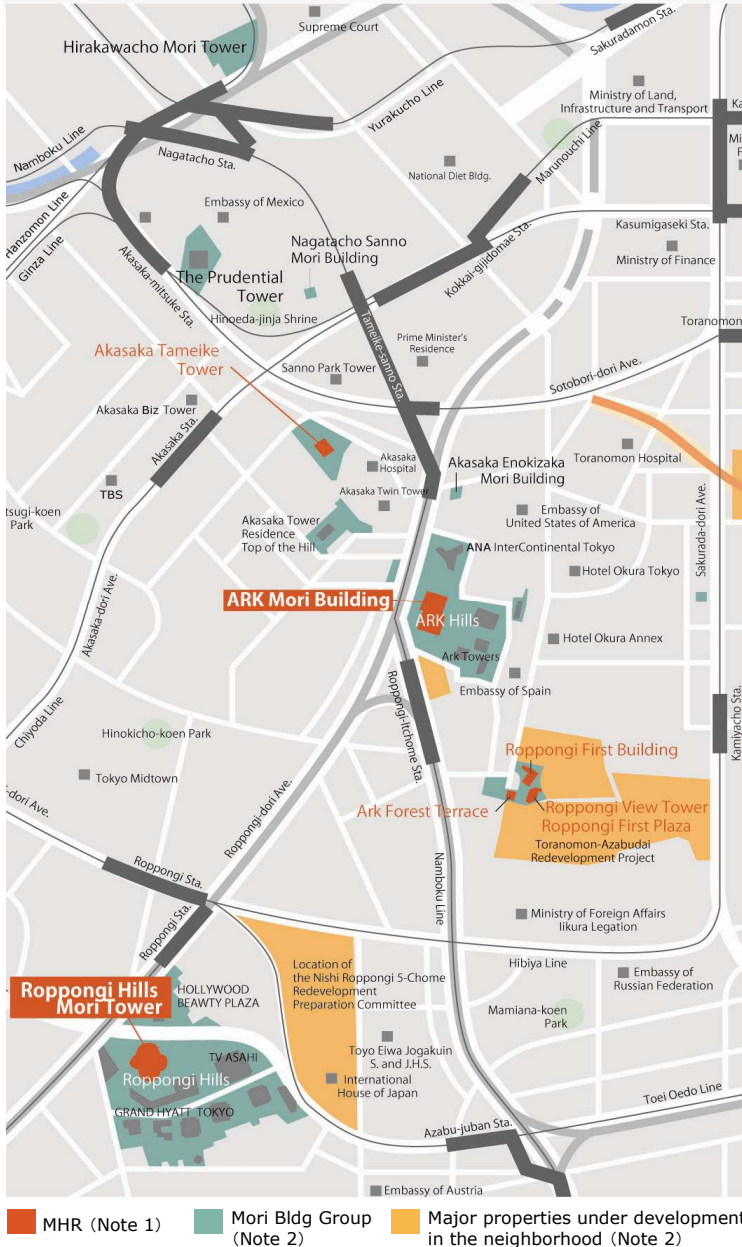 Supreme Court
Sakuradamon Sta.
Hirakawacho Mori Tower
Ministry of Land,
Infrastructure and Transport
Yurakucho Line
Namboku Line
Nagatacho Sta.
National Diet Bldg.
Marunouchi Line
Hanzomon Line
Ginza Line
Embassy of Mexico
Akasaka-mitsuke Sta.
Nagatacho Sanno
Mori Building
Kasumigaseki Sta.
Kokkai-gijidomae Sta.
Ministry of Finance
The Prudential
Tower
Hinoeda-jinja Shrine
Tameike-sanno Sta.
Toranomon
Prime Minister's
Residence
Akasaka Tameike
Tower
Sanno Park Tower
Sotobori-dori Ave.
Akasaka Biz Tower
Akasaka Sta.
Toranomon Hospital
Akasaka
Hospital
Akasaka Enokizaka
Mori Building
TBS
Akasaka Twin Tower
tsugi-koen
Park
Embassy of
United States of America
Sakurada-dori Ave.
Akasaka Tower
Residence
Top of the Hill
ANA InterContinental Tokyo
Hotel Okura Tokyo
Akasaka-dori Ave.
ARK Mori Building
ARK Hills
Hotel Okura Annex
Ark Towers
Embassy of Spain
Roppongi-Itchome Sta.
Kamiyacho Sta.
Chiyoda Line
Hinokicho-koen Park
Roppongi First Building
Tokyo Midtown
i-dori Ave.
Roppongi-dori Ave.
Ark Forest Terrace
Roppongi View Tower
Roppongi First Plaza
Toranomon-Azabudai
Redevelopment Project
Namboku Line
Roppongi Sta.
Roppongi Sta.
Ministry of Foreign Affairs
Iikura Legation
Hibiya Line
Location of
the Nishi Roppongi 5-Chome
Redevelopment
Preparation Committee
Embassy of
Russian Federation
Roppongi Hills
Mori Tower
HOLLYWOOD
BEAWTY PLAZA
Mamiana-koen
Park
TV ASAHI
Toyo Eiwa Jogakuin
S. and J.H.S.
Roppongi Hills
International
House of Japan
GRAND HYATT TOKYO
Toei Oedo Line
Azabu-juban Sta.
Embassy of Austria
MHR (Note 1)
Mori Bldg Group
(Note 2)
Major properties under development
in the neighborhood (Note 2)